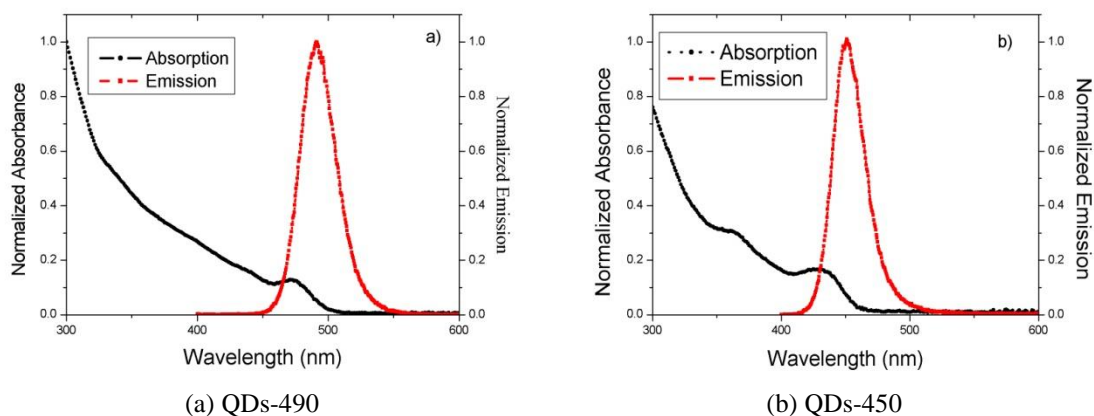 a)
Absorption
Emission
Normalized Absorbance
1.0
0.8
0.6
0.4
0.2
0.0
Normalized Emission
1.0
0.8
0.6
0.4
0.2
0.0
300 400 500 600
Wavelength (nm)
(a) QDs-490
b)
Absorption
Emission
Normalized Absorbance
1.0
0.8
0.6
0.4
0.2
0.0
Normalized Emission
1.0
0.8
0.6
0.4
0.2
0.0
300 400 500 600
Wavelength (nm)
(b) QDs-450